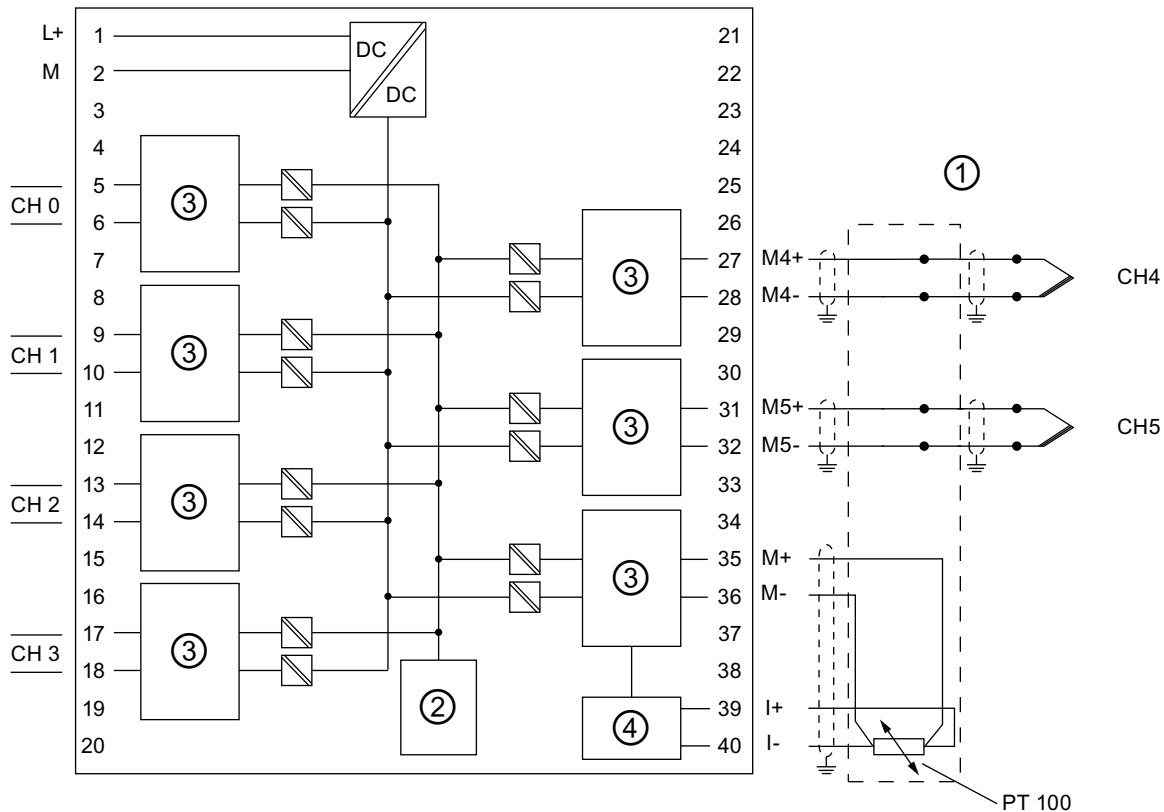 L+ 1 DC 21
M 2 DC 22
3 23
4 24
CH 0 5 ③ 25 ①
6 26
7 ③ 27 M4+ CH4
8 28 M4-
CH 1 9 ③ 29
10 30
11 ③ 31 M5+ CH5
12 32 M5-
CH 2 13 ③ 33
14 34
15 ③ 35 M+
16 36 M-
CH 3 17 ③ 37
18 38
19 ② ④ 39 I+
20 40 I-
PT 100